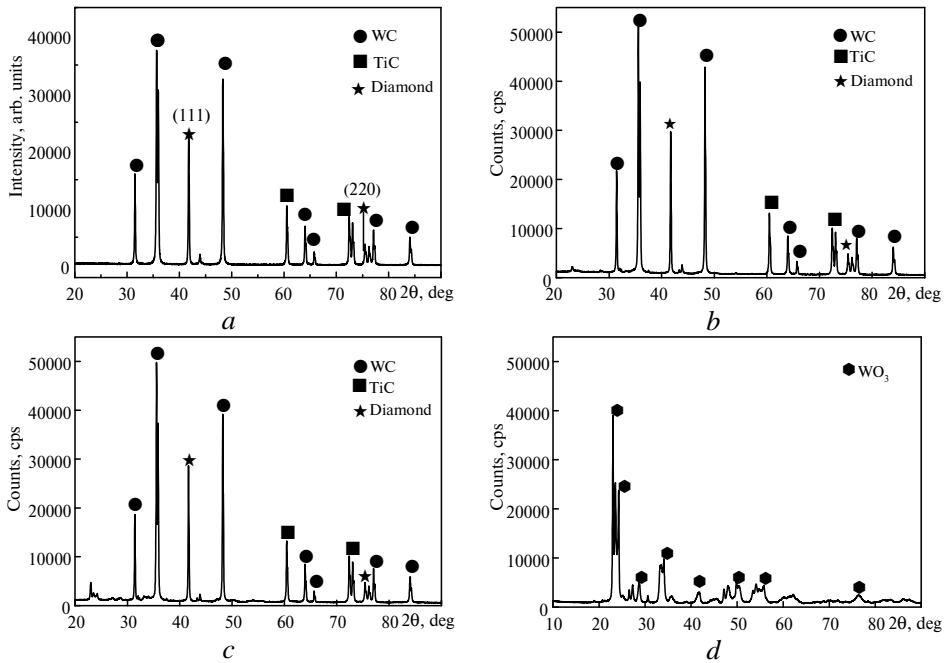 40000
30000
20000
10000
0
Intensity, arb. units
WC
TiC
Diamond
(111)
(220)
20 30 40 50 60 70 80 2θ, deg
a
50000
40000
30000
20000
10000
0
Counts, cps
WC
TiC
Diamond
20 30 40 50 60 70 80 2θ, deg
b
50000
40000
30000
20000
10000
0
Counts, cps
WC
TiC
Diamond
20 30 40 50 60 70 80 2θ, deg
c
50000
40000
30000
20000
10000
0
Counts, cps
WO₃
10 20 30 40 50 60 70 80 2θ, deg
d